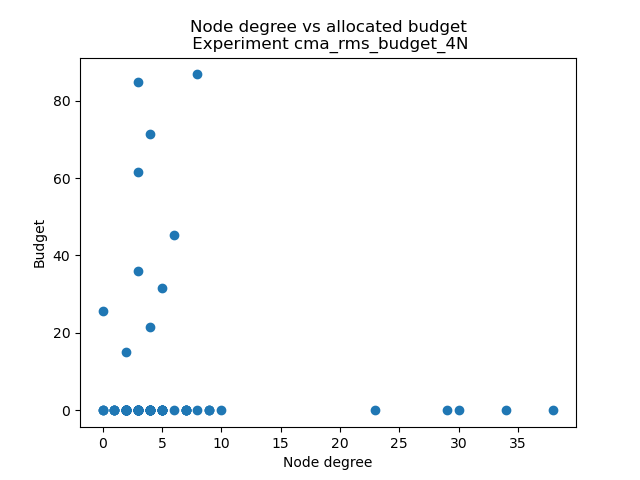 Node degree vs allocated budget
Experiment cma_rms_budget_4N
80
60
40
20
0
Budget
0 5 10 15 20 25 30 35
Node degree